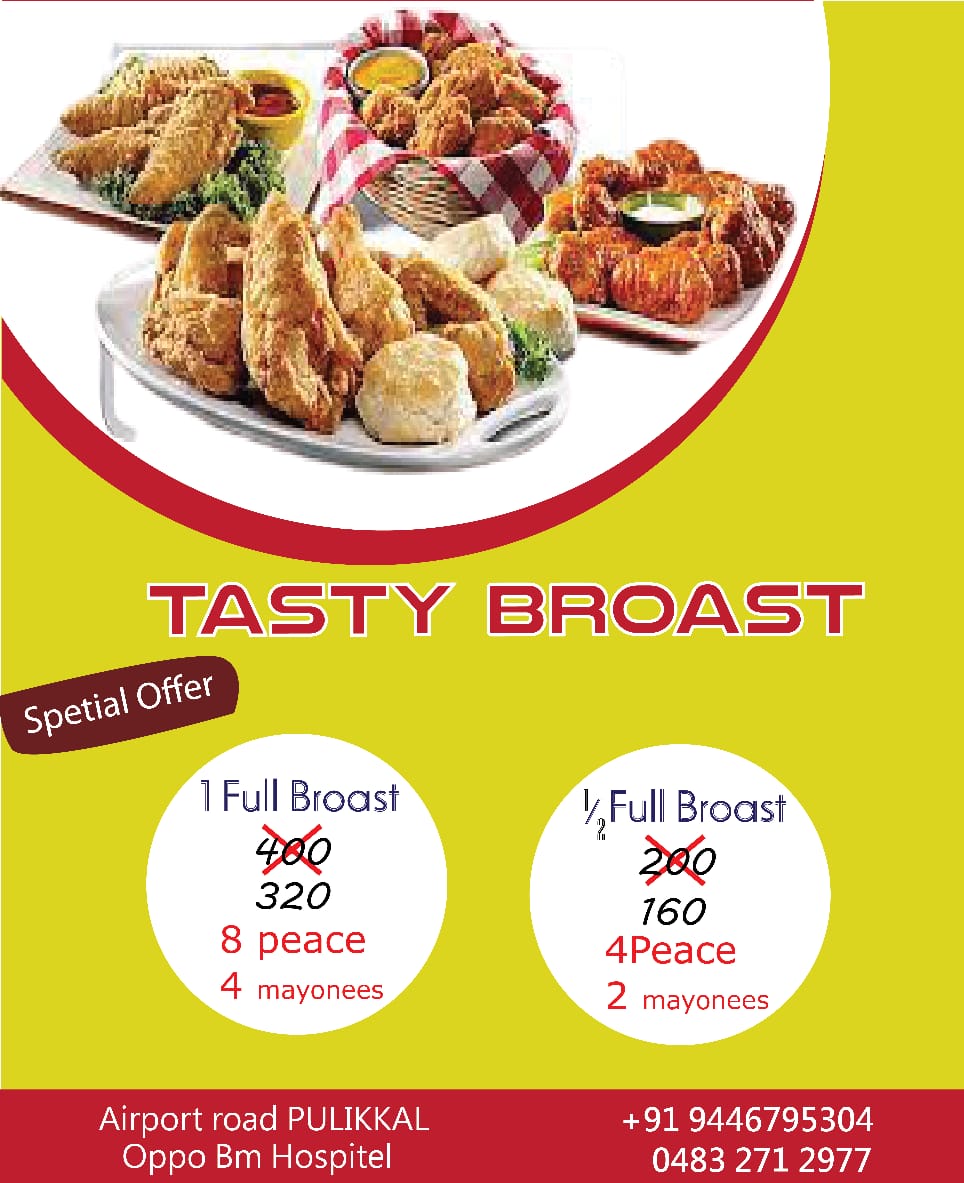 TASTY BROAST
Spetial Offer
1 Full Broast
400
320
8 peace
4 mayonees
½ Full Broast
200
160
4Peace
2 mayonees
Airport road PULIKKAL
Oppo Bm Hospitel
+91 9446795304
0483 271 2977